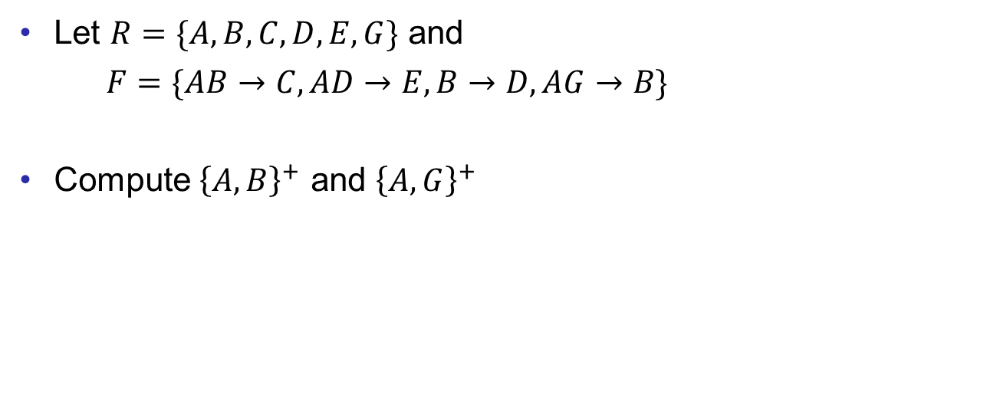 • Let R = {A, B, C, D, E, G} and
F = {AB → C, AD → E, B → D, AG → B}
• Compute {A, B}⁺ and {A, G}⁺